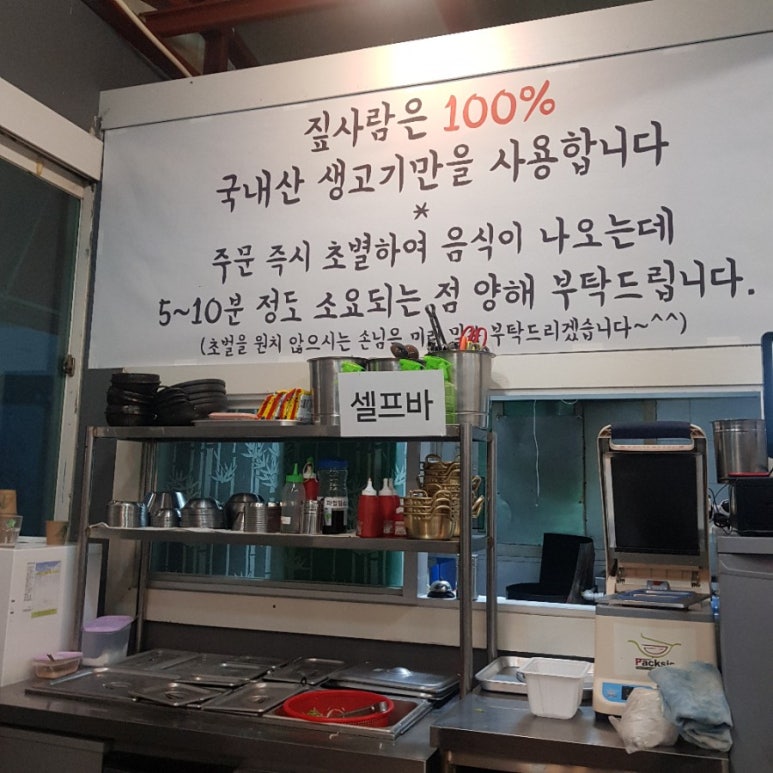 짚사람은 100%
국내산 생고기만을 사용합니다
*
주문 즉시 초벌하여 음식이 나오는데
5~10분 정도 소요되는 점 양해 부탁드립니다.
(초벌을 원치 않으시는 손님은 미리 부탁드리겠습니다~^^)
셀프바
Packsis